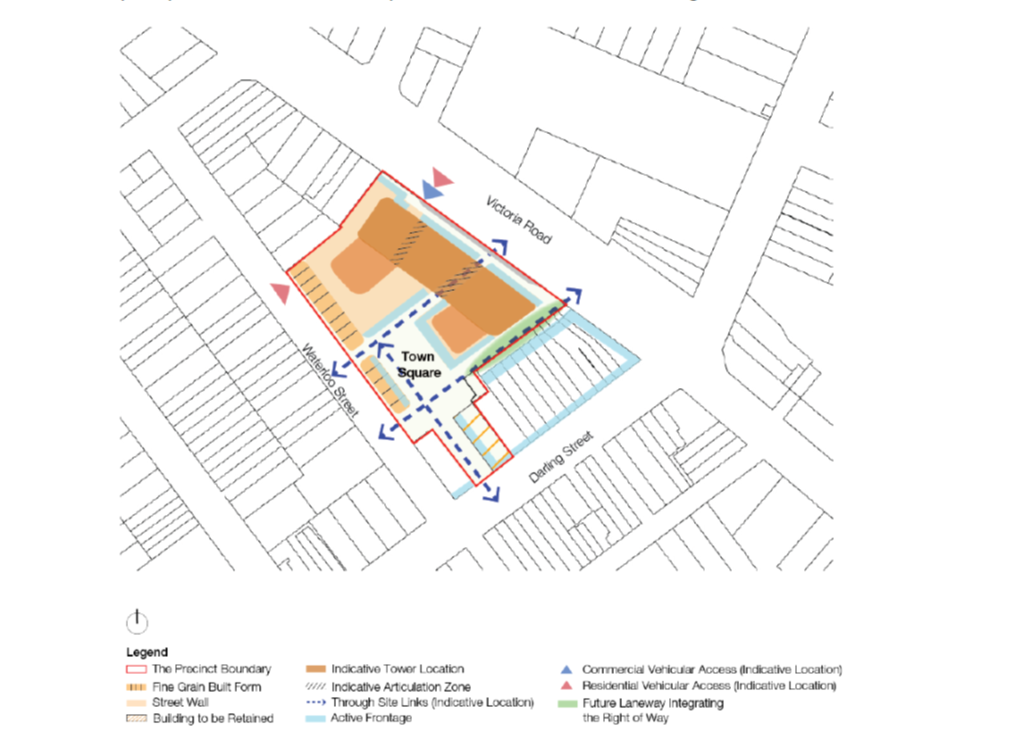 Victoria Road
Town
Square
Waterloo Street
Darling Street
Legend
The Precinct Boundary
Fine Grain Built Form
Street Wall
Building to be Retained
Indicative Tower Location
Indicative Articulation Zone
Through Site Links (Indicative Location)
Active Frontage
Commercial Vehicular Access (Indicative Location)
Residential Vehicular Access (Indicative Location)
Future Laneway Integrating
the Right of Way